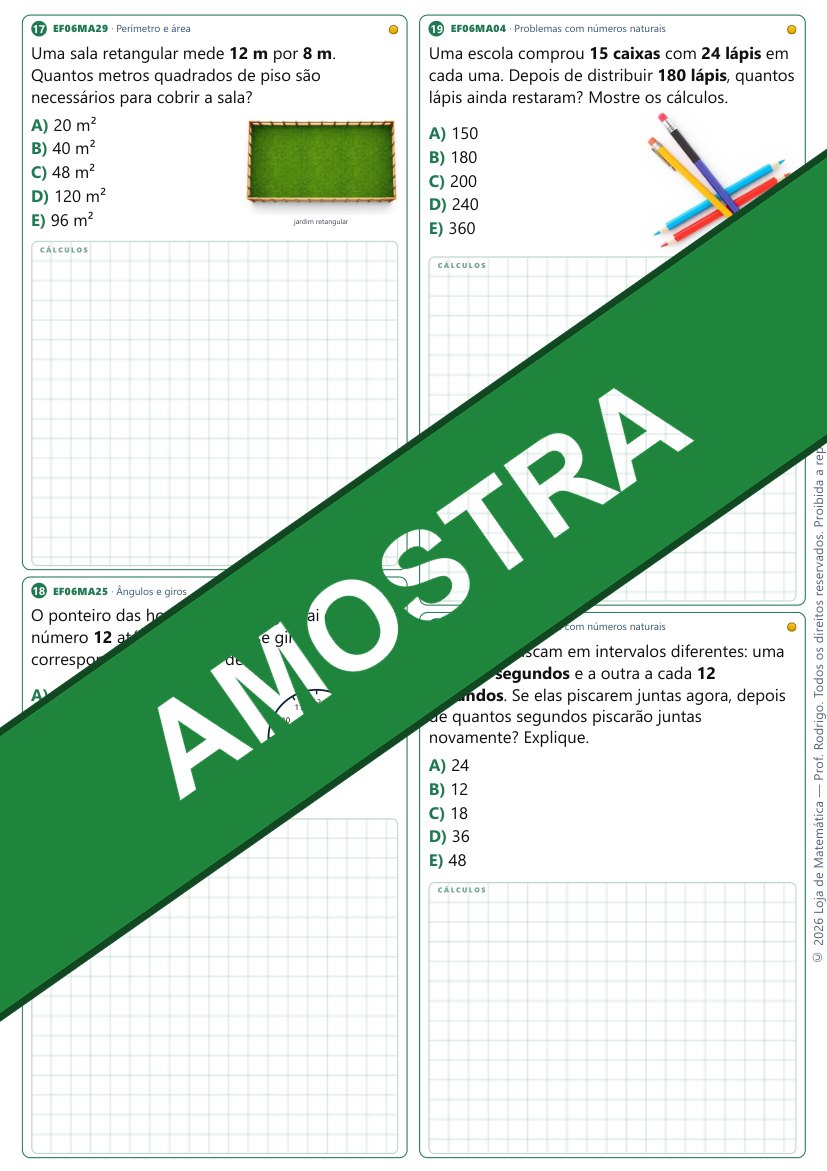 17 EF06MA29 · Perímetro e área
Uma sala retangular mede 12 m por 8 m.
Quantos metros quadrados de piso são
necessários para cobrir a sala?
A) 20 m²
B) 40 m²
C) 48 m²
D) 120 m²
E) 96 m²
jardim retangular
CÁLCULOS
18 EF06MA25 · Ângulos e giros
O ponteiro das
número 12
A)
CÁLCULOS
19 EF06MA04 · Problemas com números naturais
Uma escola comprou 15 caixas com 24 lápis em
cada uma. Depois de distribuir 180 lápis, quantos
lápis ainda restaram? Mostre os cálculos.
A) 150
B) 180
C) 200
D) 240
E) 360
CÁLCULOS
com números naturais
em intervalos diferentes: uma
segundos e a outra a cada 12
Se elas piscarem juntas agora, depois
de quantos segundos piscarão juntas
novamente? Explique.
A) 24
B) 12
C) 18
D) 36
E) 48
CÁLCULOS
AMOSTRA
© 2026 Loja de Matemática — Prof. Rodrigo. Todos os direitos reservados. Proibida a